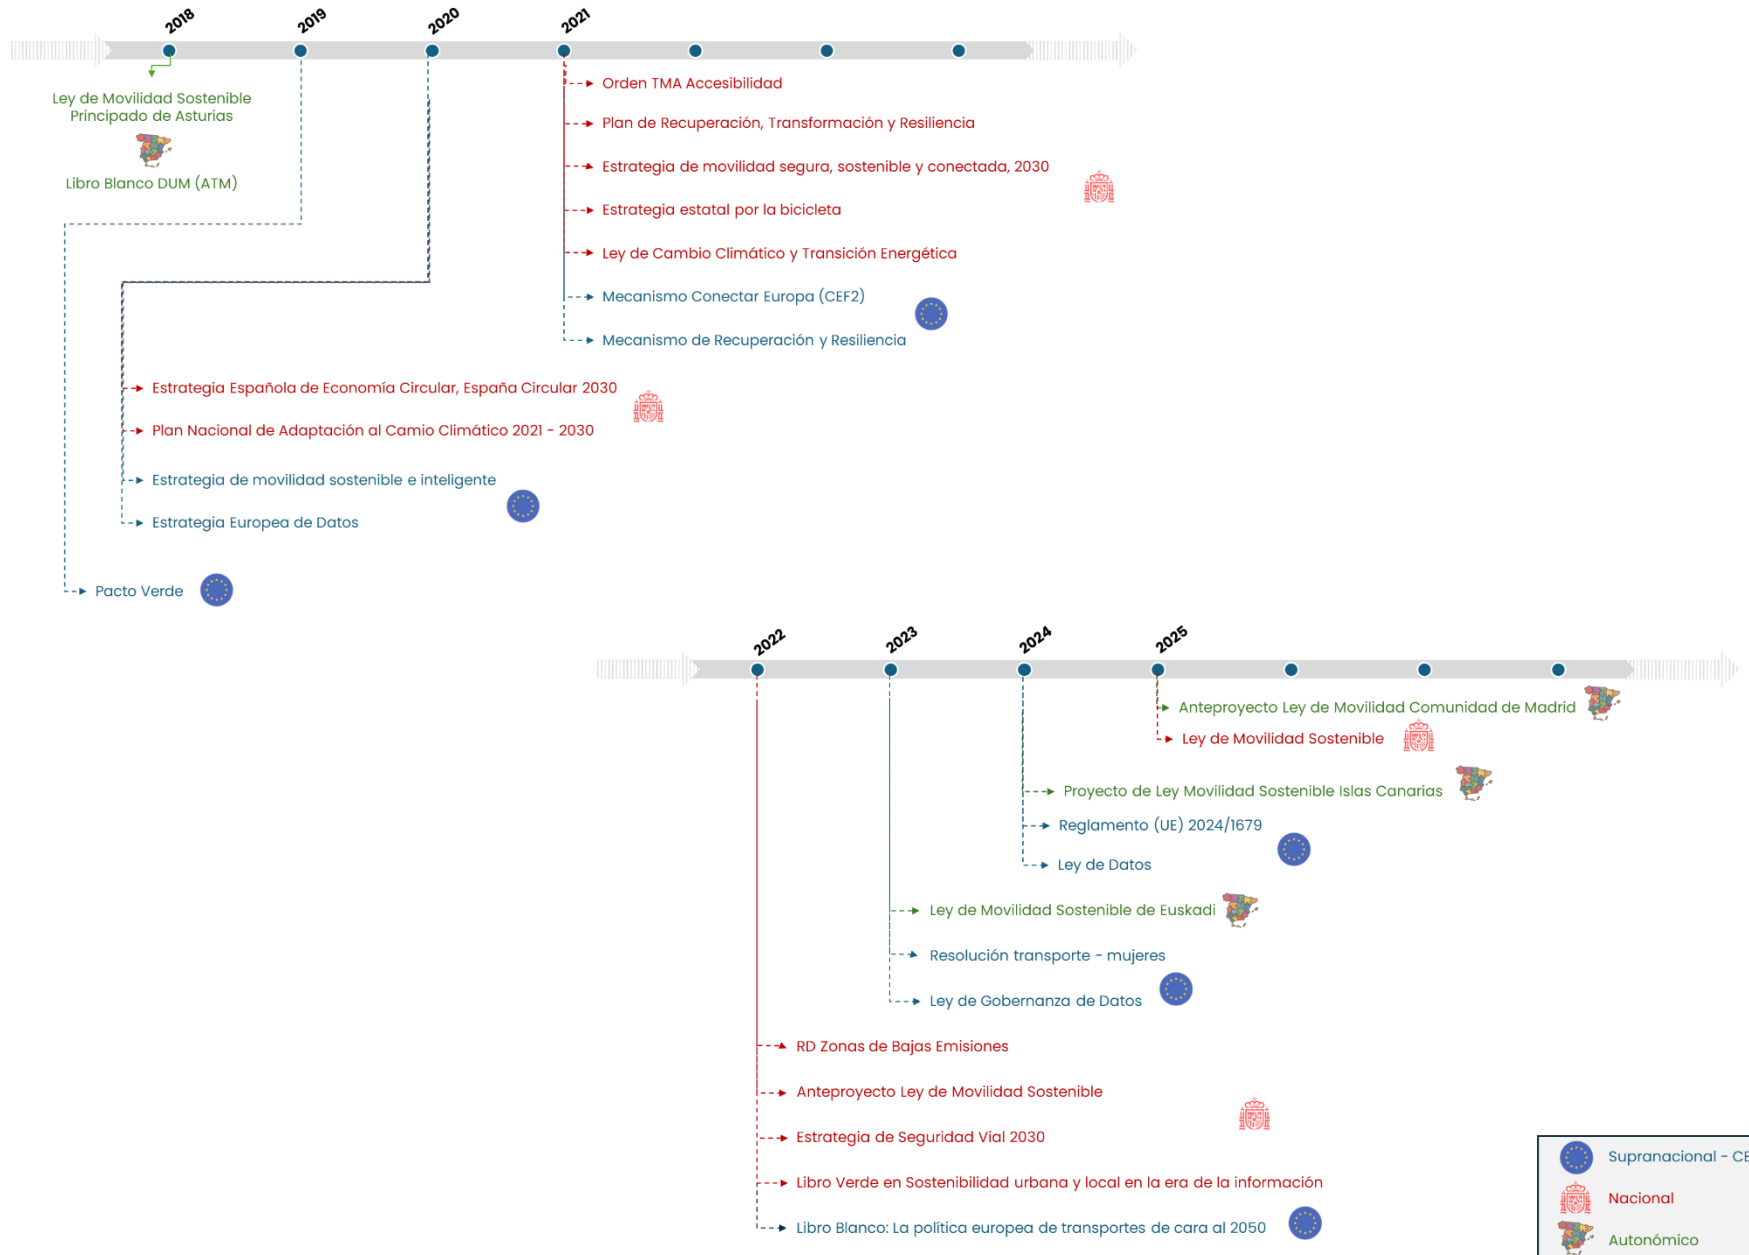 2018
2019
2020
2021
Ley de Movilidad Sostenible
Principado de Asturias
Libro Blanco DUM (ATM)
Orden TMA Accesibilidad
Plan de Recuperación, Transformación y Resiliencia
Estrategia de movilidad segura, sostenible y conectada, 2030
Estrategia estatal por la bicicleta
Ley de Cambio Climático y Transición Energética
Mecanismo Conectar Europa (CEF2)
Mecanismo de Recuperación y Resiliencia
Estrategia Española de Economía Circular, España Circular 2030
Plan Nacional de Adaptación al Camio Climático 2021 - 2030
Estrategia de movilidad sostenible e inteligente
Estrategia Europea de Datos
Pacto Verde
2022
2023
2024
2025
Anteproyecto Ley de Movilidad Comunidad de Madrid
Ley de Movilidad Sostenible
Proyecto de Ley Movilidad Sostenible Islas Canarias
Reglamento (UE) 2024/1679
Ley de Datos
Ley de Movilidad Sostenible de Euskadi
Resolución transporte - mujeres
Ley de Gobernanza de Datos
RD Zonas de Bajas Emisiones
Anteproyecto Ley de Movilidad Sostenible
Estrategia de Seguridad Vial 2030
Libro Verde en Sostenibilidad urbana y local en la era de la información
Libro Blanco: La política europea de transportes de cara al 2050
Supranacional - CE
Nacional
Autonómico